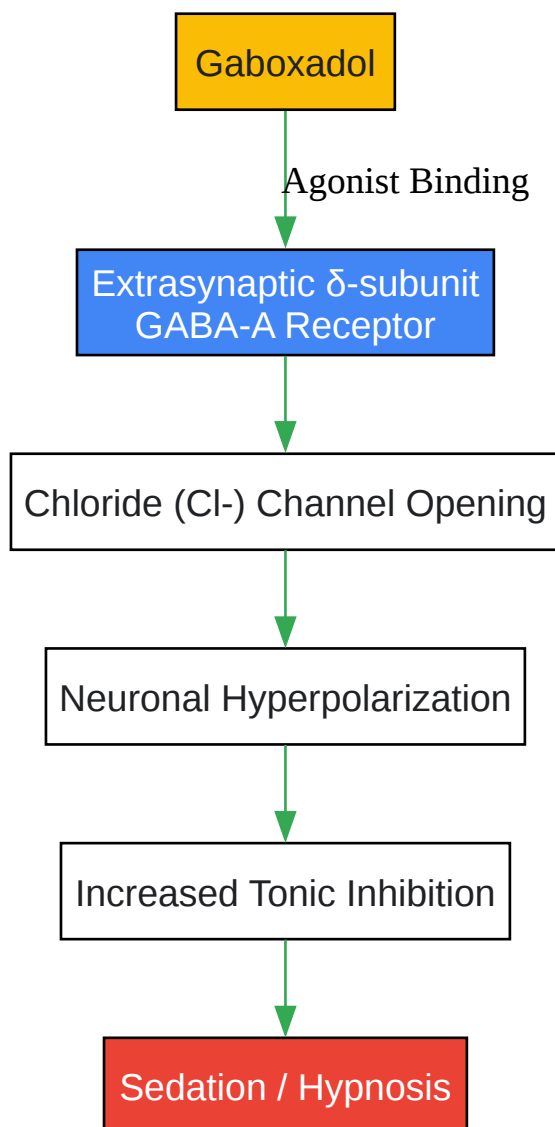 Gaboxadol
Agonist Binding
Extrasynaptic δ-subunit
GABA-A Receptor
Chloride (Cl-) Channel Opening
Neuronal Hyperpolarization
Increased Tonic Inhibition
Sedation / Hypnosis